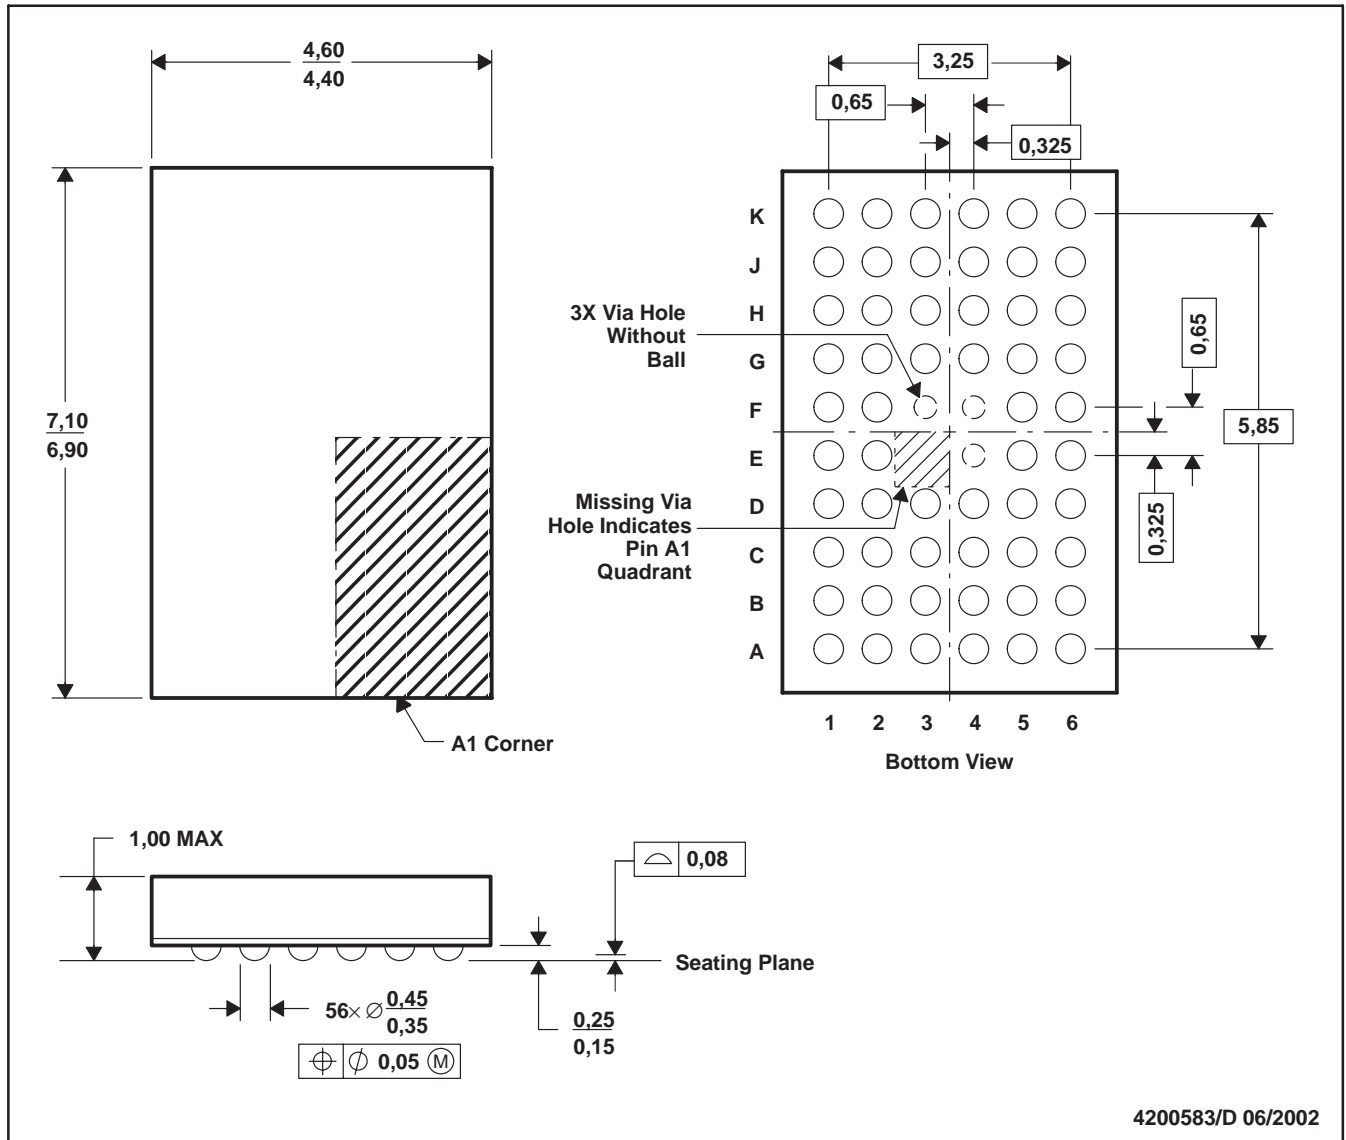 4,60
4,40
3,25
0,65
0,325
7,10
6,90
K
J
H
G
F
E
D
C
B
A
3X Via Hole
Without
Ball
Missing Via
Hole Indicates
Pin A1
Quadrant
0,65
5,85
0,325
1 2 3 4 5 6
Bottom View
A1 Corner
1,00 MAX
0,08
Seating Plane
56× ∅ 0,45
0,35
0,25
0,15
⌖ ∅ 0,05 Ⓜ
4200583/D 06/2002